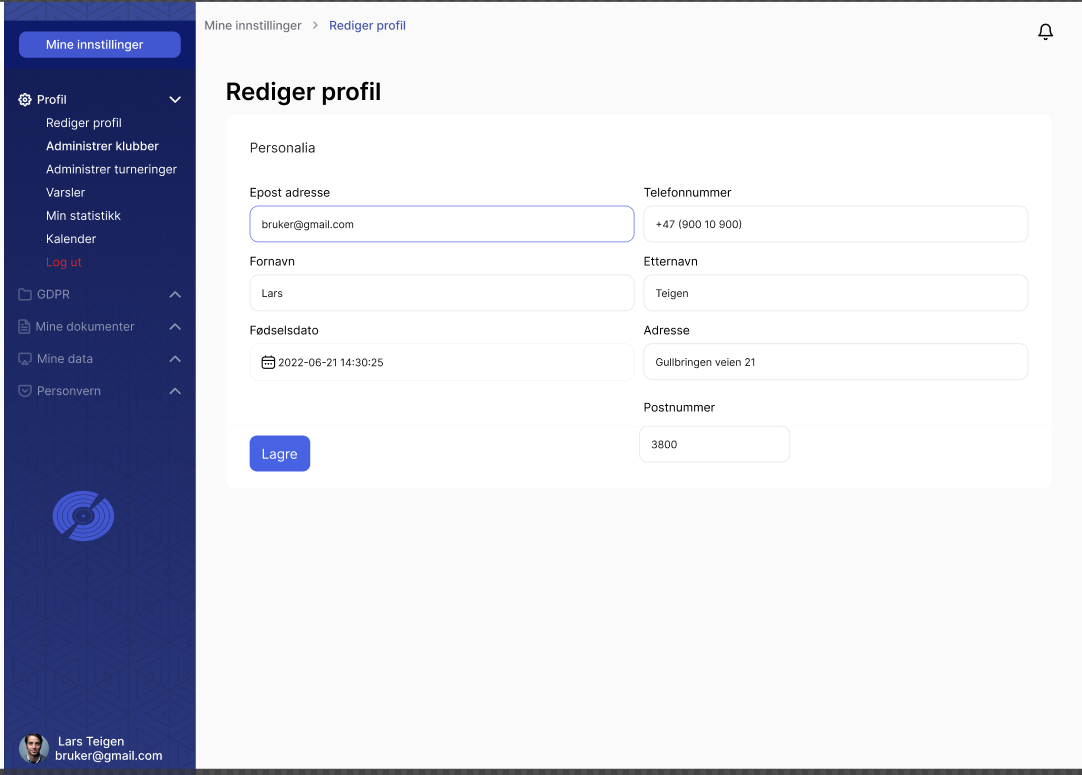 Mine innstillinger
Profil
Rediger profil
Administrer klubber
Administrer turneringer
Varsler
Min statistikk
Kalender
Log ut
GDPR
Mine dokumenter
Mine data
Personvern
Lars Teigen
bruker@gmail.com
Mine innstillinger > Rediger profil
Rediger profil
Personalia
Epost adresse
bruker@gmail.com
Telefonnummer
+47 (900 10 900)
Fornavn
Lars
Etternavn
Teigen
Fødselsdato
2022-06-21 14:30:25
Adresse
Gullbringen veien 21
Postnummer
3800
Lagre